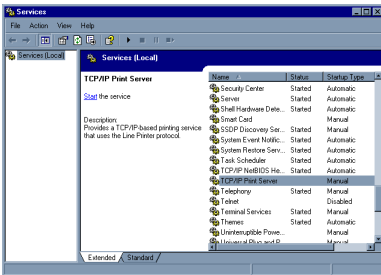 Services
File Action View Help
Services (Local)
Services (Local)
TCP/IP Print Server
Start the service
Description:
Provides a TCP/IP-based printing service
that uses the Line Printer protocol.
Name Status Startup Type
Security Center Started Automatic
Server Started Automatic
Shell Hardware Dete... Started Automatic
Smart Card Manual
SSDP Discovery Ser... Started Manual
System Event Notific... Started Automatic
System Restore Serv... Started Automatic
Task Scheduler Started Automatic
TCP/IP NetBIOS He... Started Automatic
TCP/IP Print Server Manual
Telephony Started Manual
Telnet Disabled
Terminal Services Started Manual
Themes Started Automatic
Uninterruptible Powe... Manual
Universal Plug and P... Manual
Extended Standard